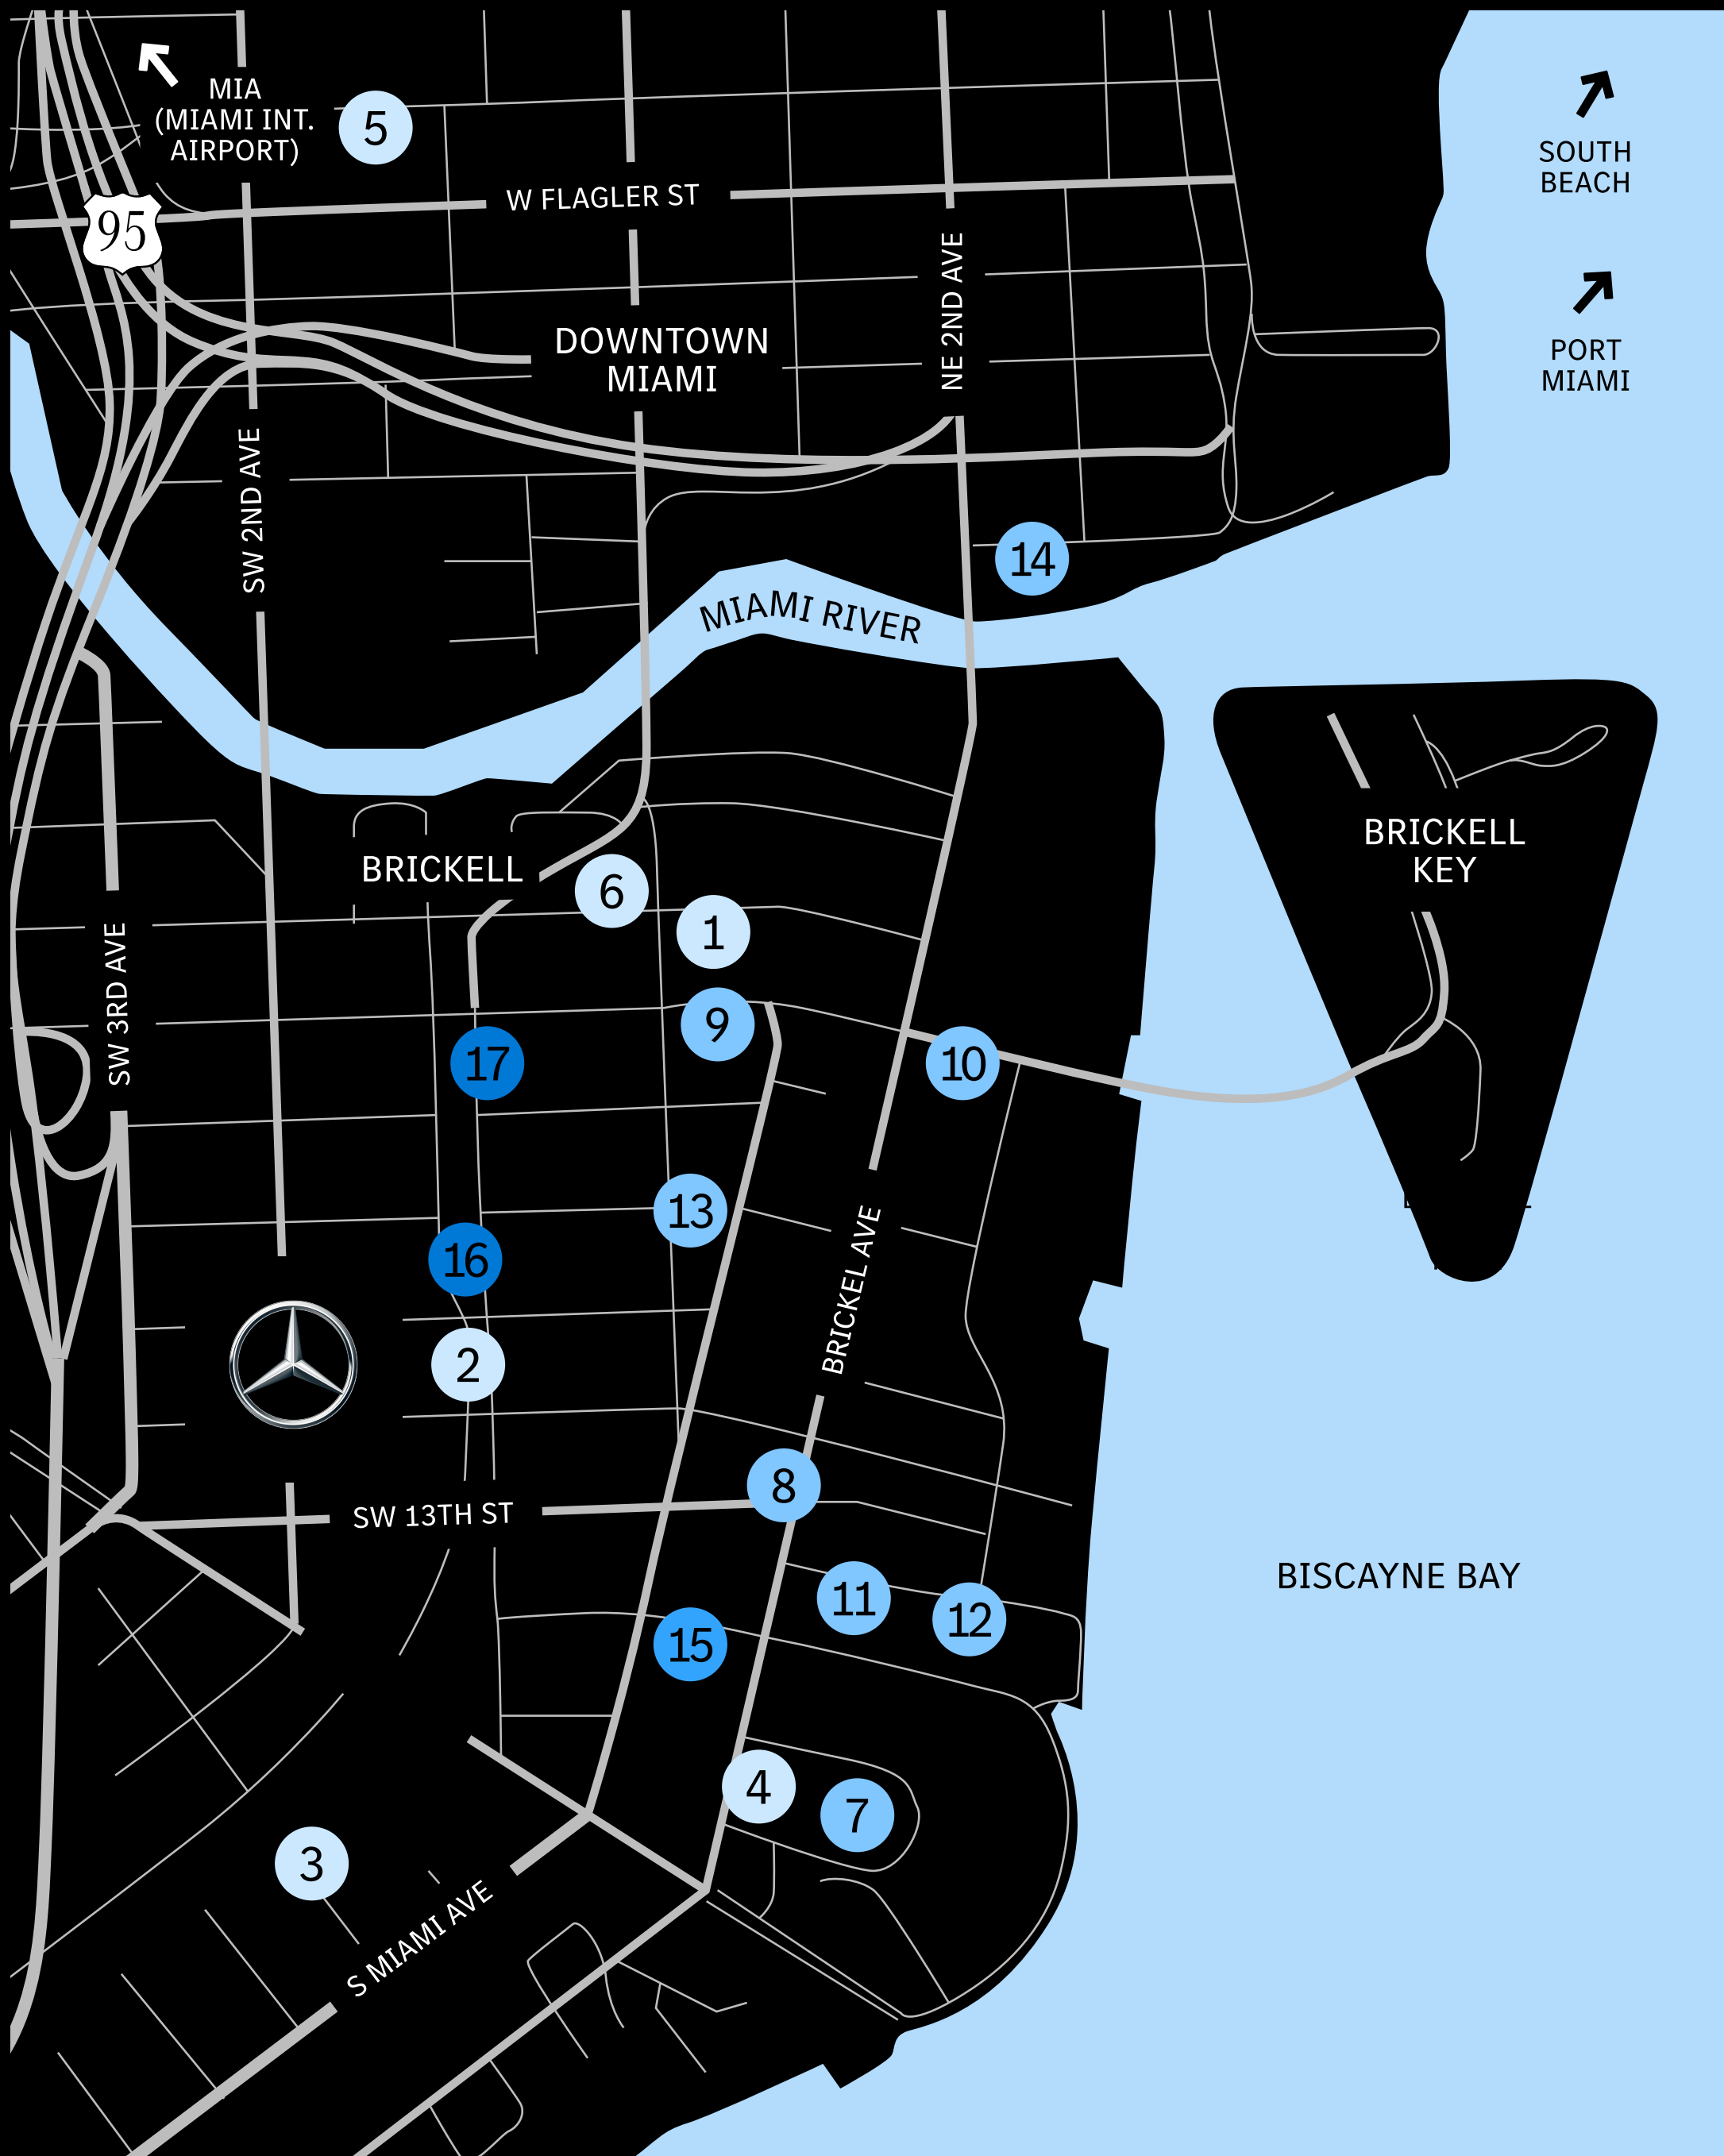 MIA
(MIAMI INT.
AIRPORT)
5
SOUTH
BEACH
W FLAGLER ST
95
NE 2ND AVE
DOWNTOWN
MIAMI
PORT
MIAMI
SW 2ND AVE
14
MIAMI RIVER
BRICKELL
KEY
BRICKELL
6
1
SW 3RD AVE
9
17
10
13
16
BRICKEL AVE
2
8
SW 13TH ST
BISCAYNE BAY
11
12
15
4
7
3
S MIAMI AVE